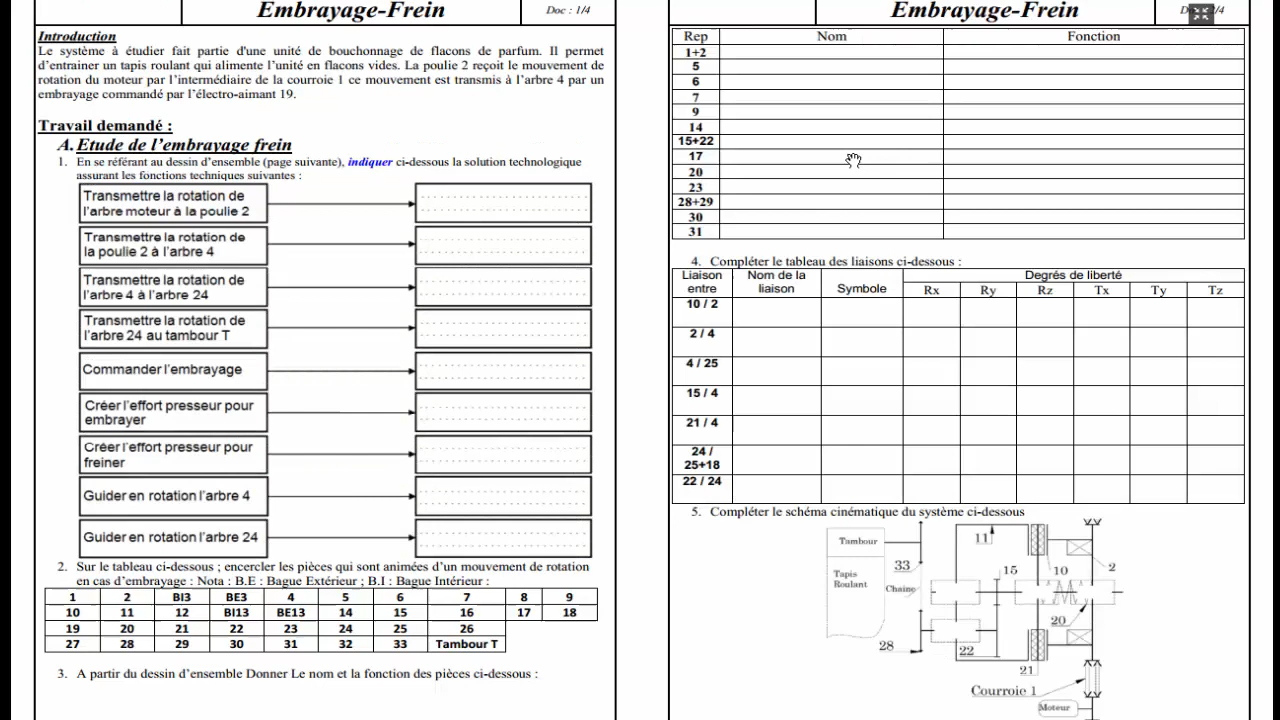 Embrayage-Frein
Doc : 1/4
Introduction
Le système à étudier fait partie d'une unité de bouchonnage de flacons de parfum. Il permet
d'entrainer un tapis roulant qui alimente l'unité en flacons vides. La poulie 2 reçoit le mouvement de
rotation du moteur par l'intermédiaire de la courroie 1 ce mouvement est transmis à l'arbre 4 par un
embrayage commandé par l'électro-aimant 19.
Travail demandé :
A. Etude de l'embrayage frein
1. En se référant au dessin d'ensemble (page suivante), indiquer ci-dessous la solution technologique
assurant les fonctions techniques suivantes :
Transmettre la rotation de
l'arbre moteur à la poulie 2
Transmettre la rotation de
la poulie 2 à l'arbre 4
Transmettre la rotation de
l'arbre 4 à l'arbre 24
Transmettre la rotation de
l'arbre 24 au tambour T
Commander l'embrayage
Créer l'effort presseur pour
embrayer
Créer l'effort presseur pour
freiner
Guider en rotation l'arbre 4
Guider en rotation l'arbre 24
2. Sur le tableau ci-dessous ; encercler les pièces qui sont animées d'un mouvement de rotation
en cas d'embrayage : Nota : B.E : Bague Extérieur ; B.I : Bague Intérieur :
1 2 BI3 BE3 4 5 6 7 8 9
10 11 12 BI13 BE13 14 15 16 17 18
19 20 21 22 23 24 25 26
27 28 29 30 31 32 33 Tambour T
3. A partir du dessin d'ensemble Donner Le nom et la fonction des pièces ci-dessous :
Embrayage-Frein
Rep Nom Fonction
1+2
5
6
7
9
14
15+22
17
20
23
28+29
30
31
4. Compléter le tableau des liaisons ci-dessous :
Liaison entre Nom de la liaison Symbole Degrés de liberté
Rx Ry Rz Tx Ty Tz
10 / 2
2 / 4
4 / 25
15 / 4
21 / 4
24 /
25+18
22 / 24
5. Compléter le schéma cinématique du système ci-dessous
Tambour
11
33
15
10
2
Tapis
Roulant
Chaine
20
28
22
21
Courroie 1
Moteur